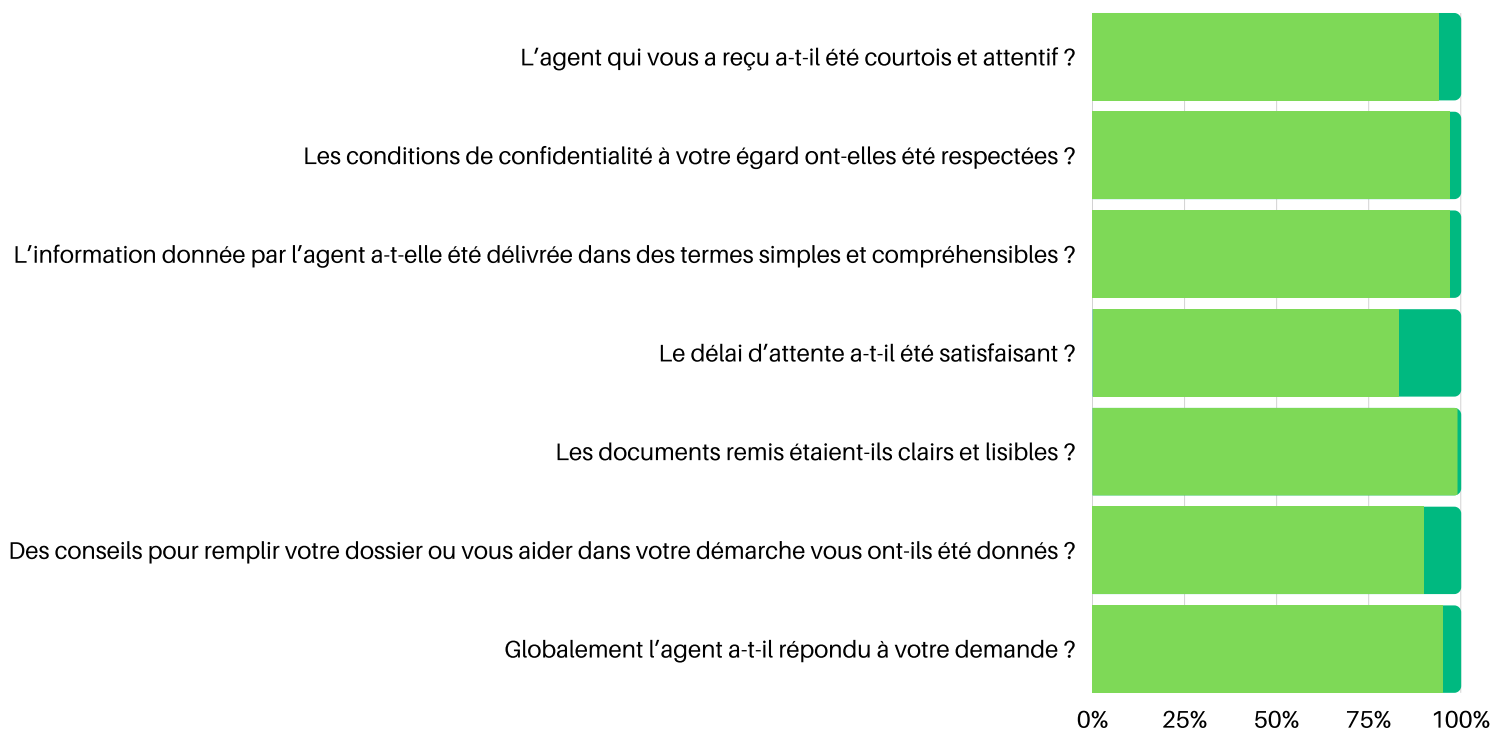 L’agent qui vous a reçu a-t-il été courtois et attentif ?
Les conditions de confidentialité à votre égard ont-elles été respectées ?
L’information donnée par l’agent a-t-elle été délivrée dans des termes simples et compréhensibles ?
Le délai d’attente a-t-il été satisfaisant ?
Les documents remis étaient-ils clairs et lisibles ?
Des conseils pour remplir votre dossier ou vous aider dans votre démarche vous ont-ils été donnés ?
Globalement l’agent a-t-il répondu à votre demande ?
0% 25% 50% 75% 100%